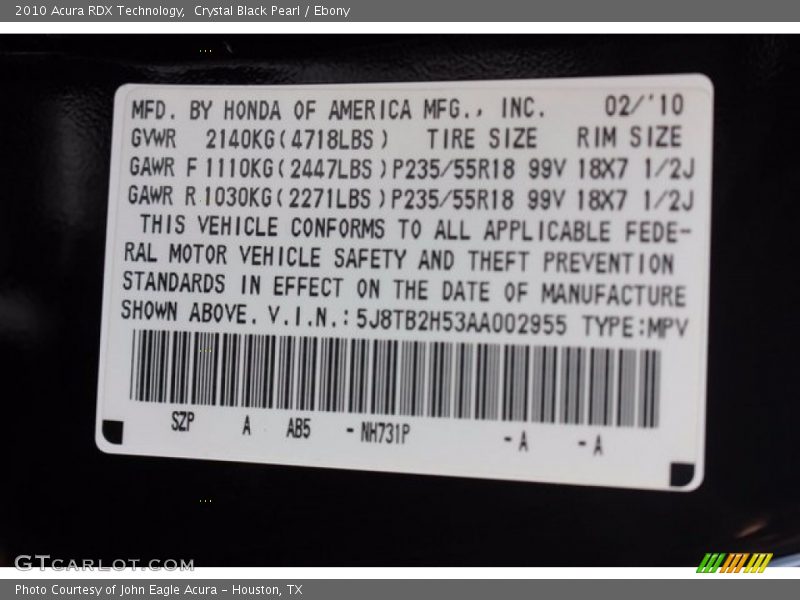 2010 Acura RDX Technology, Crystal Black Pearl / Ebony
MFD. BY HONDA OF AMERICA MFG., INC. 02/'10
GVWR 2140KG(4718LBS) TIRE SIZE RIM SIZE
GAWR F 1110KG(2447LBS)P235/55R18 99V 18X7 1/2J
GAWR R 1030KG(2271LBS)P235/55R18 99V 18X7 1/2J
THIS VEHICLE CONFORMS TO ALL APPLICABLE FEDE-
RAL MOTOR VEHICLE SAFETY AND THEFT PREVENTION
STANDARDS IN EFFECT ON THE DATE OF MANUFACTURE
SHOWN ABOVE. V.I.N.: 5J8TB2H53AA002955 TYPE:MPV
SZP A AB5 -NH731P -A -A
GTCARLOT.COM
Photo Courtesy of John Eagle Acura - Houston, TX